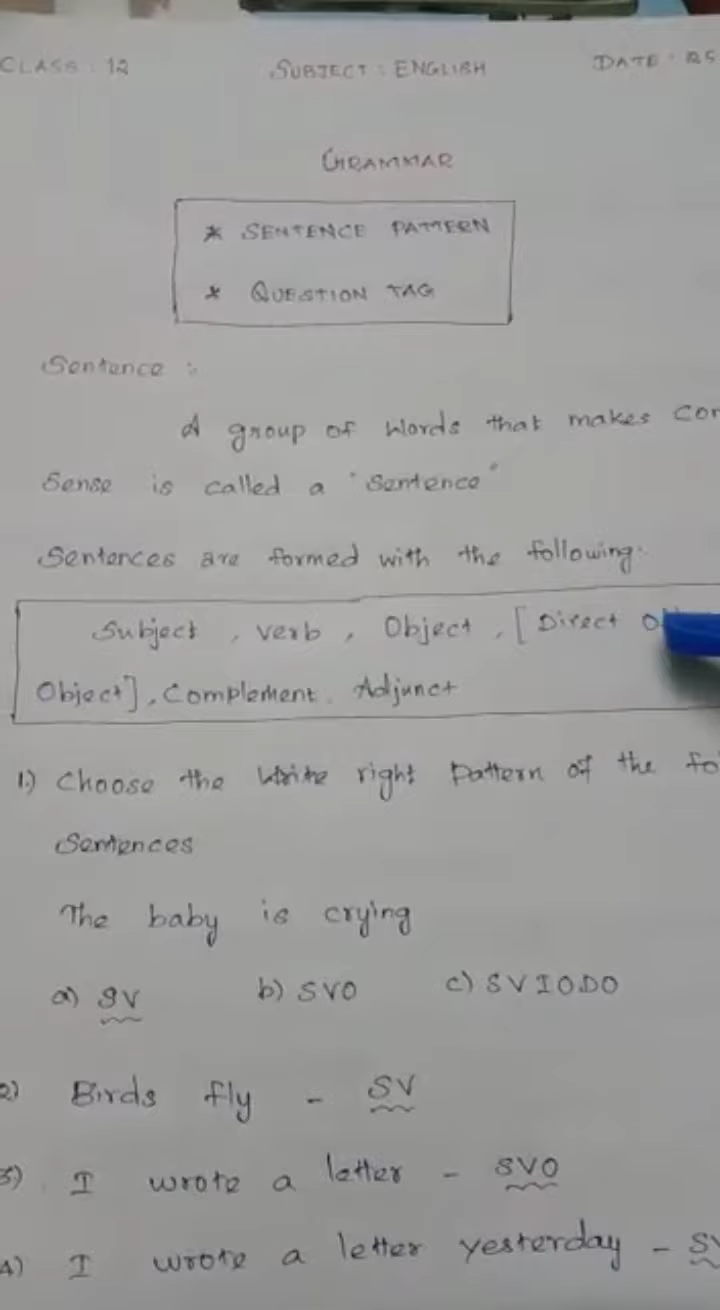 CLASS : 12 SUBJECT : ENGLISH DATE :
GRAMMAR
* SENTENCE PATTERN
* QUESTION TAG
Sentence :
A group of words that makes
Sense is called a "Sentence"
Sentences are formed with the following:
Subject , Verb , Object , [ Direct
Object] , Complement , Adjunct
1.) Choose the right Pattern of the
Sentences
The baby is crying
a) SV b) SVO c) SVIODO
2) Birds fly - SV
3) I wrote a letter - SVO
4) I wrote a letter yesterday -